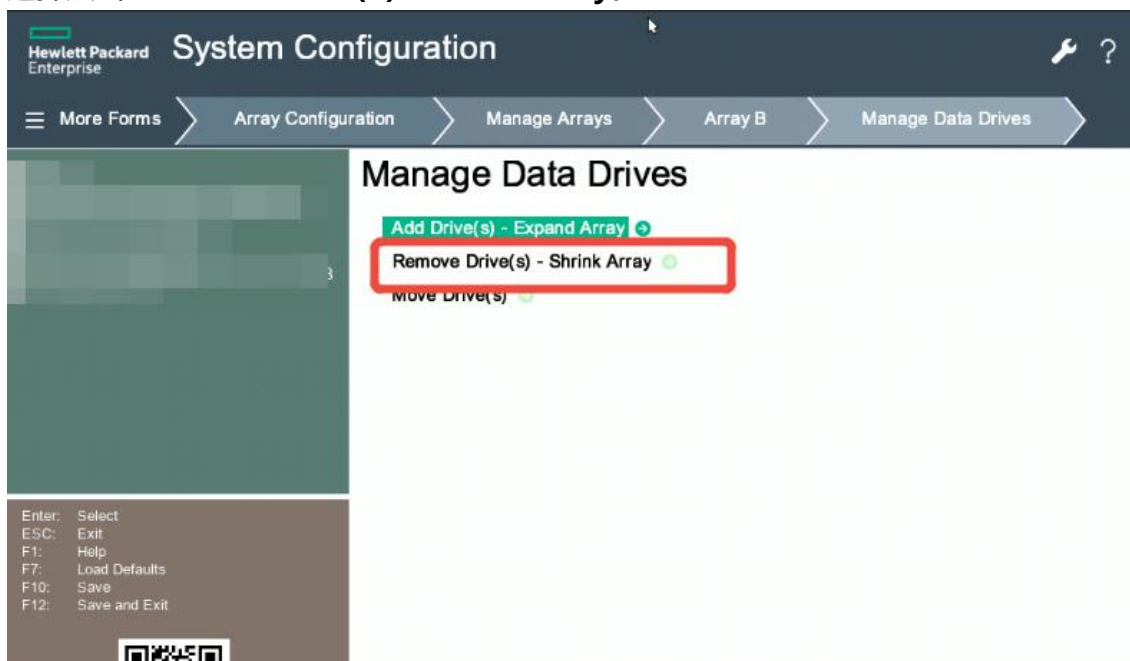 (s)
Hewlett Packard
Enterprise
System Configuration
?
More Forms
Array Configuration
Manage Arrays
Array B
Manage Data Drives
Manage Data Drives
Add Drive(s) - Expand Array
Remove Drive(s) - Shrink Array
Move Drive(s)
Enter: Select
ESC: Exit
F1: Help
F7: Load Defaults
F10: Save
F12: Save and Exit